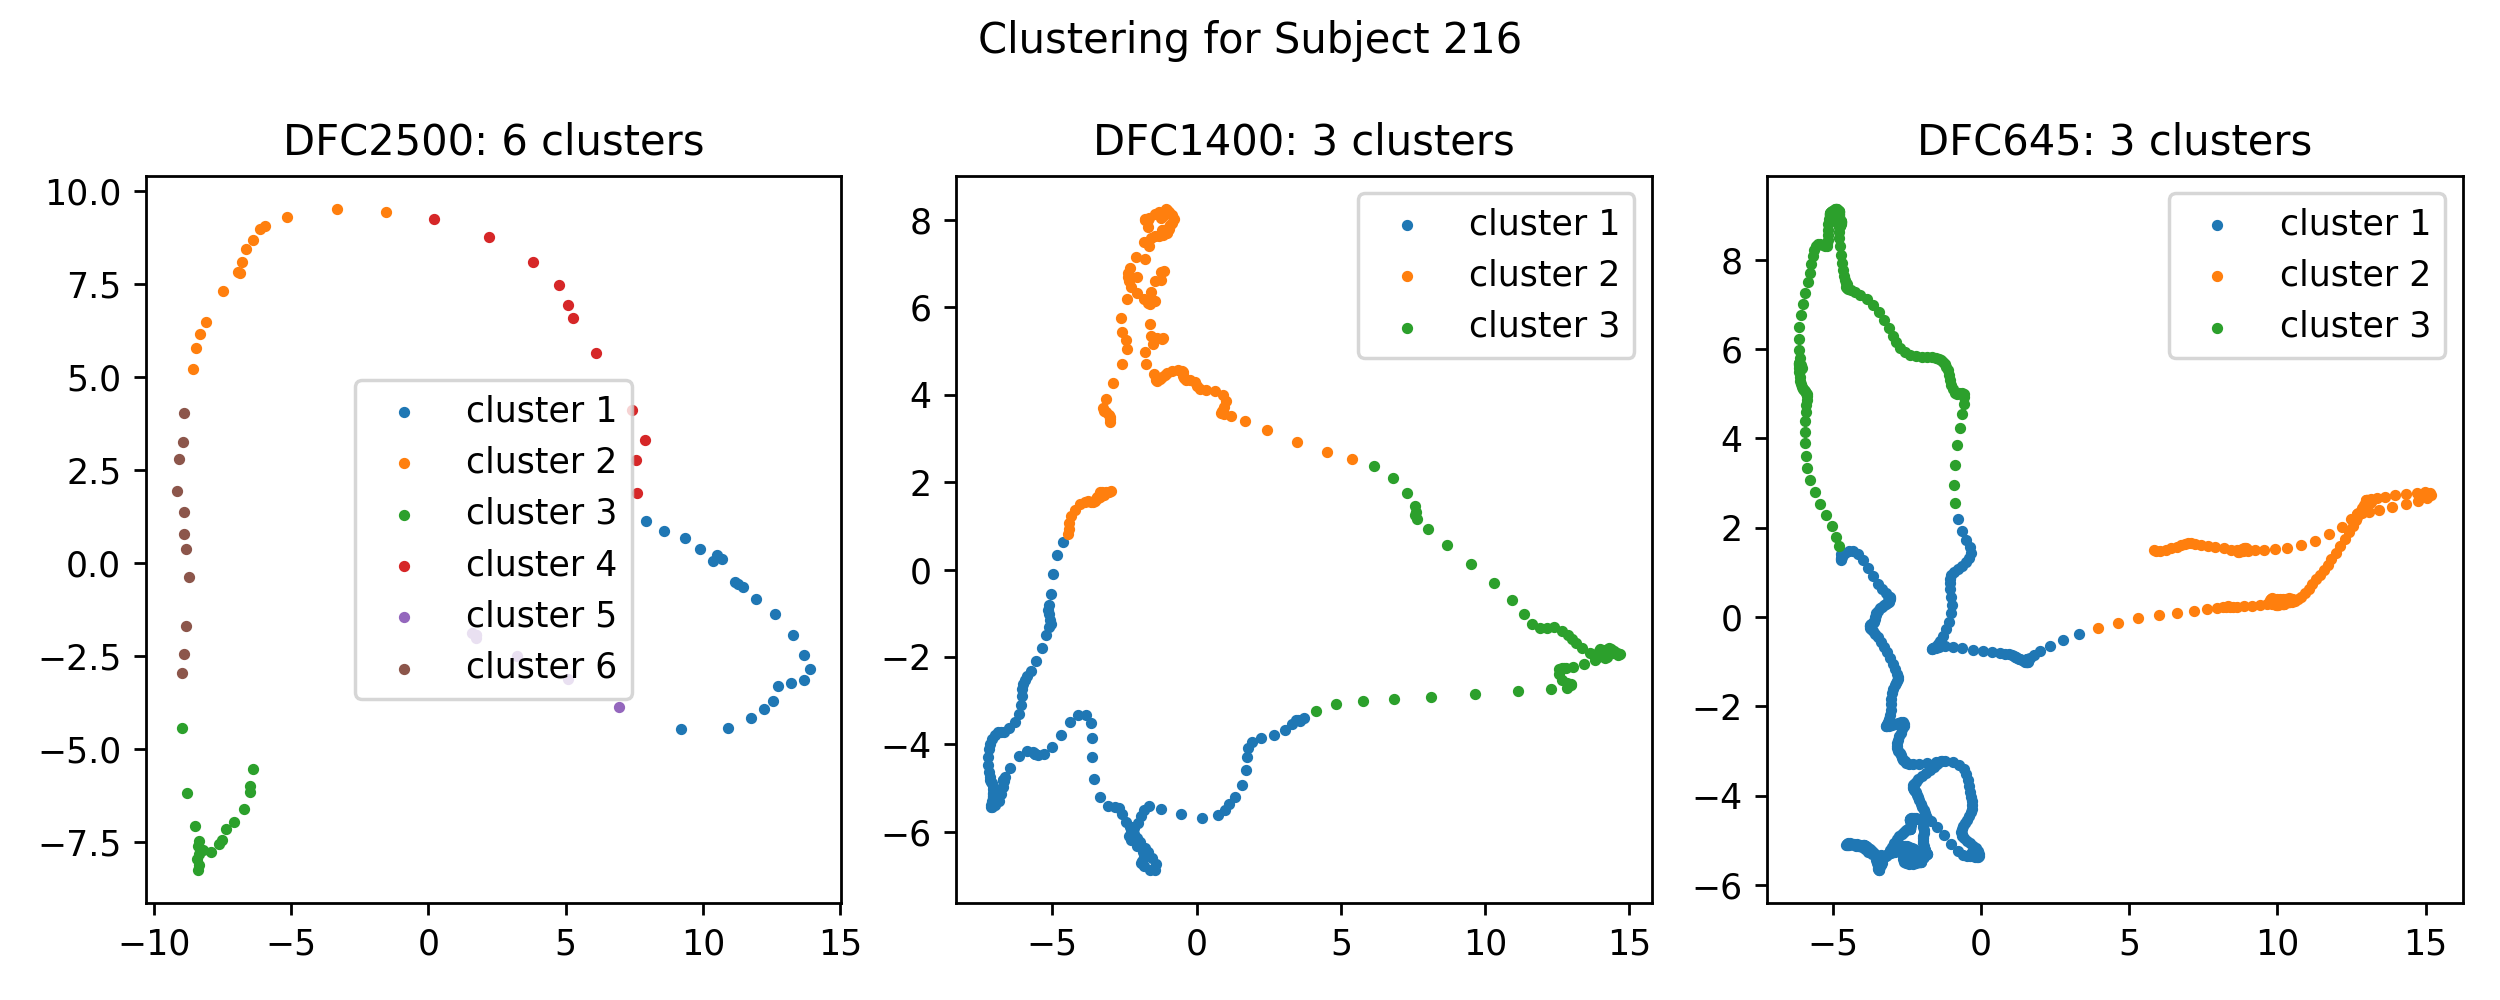 Clustering for Subject 216
DFC2500: 6 clusters
10.0
7.5
5.0
2.5
0.0
−2.5
−5.0
−7.5
−10
−5
0
5
10
15
cluster 1
cluster 2
cluster 3
cluster 4
cluster 5
cluster 6
DFC1400: 3 clusters
8
6
4
2
0
−2
−4
−6
−5
0
5
10
15
cluster 1
cluster 2
cluster 3
DFC645: 3 clusters
8
6
4
2
0
−2
−4
−6
−5
0
5
10
15
cluster 1
cluster 2
cluster 3